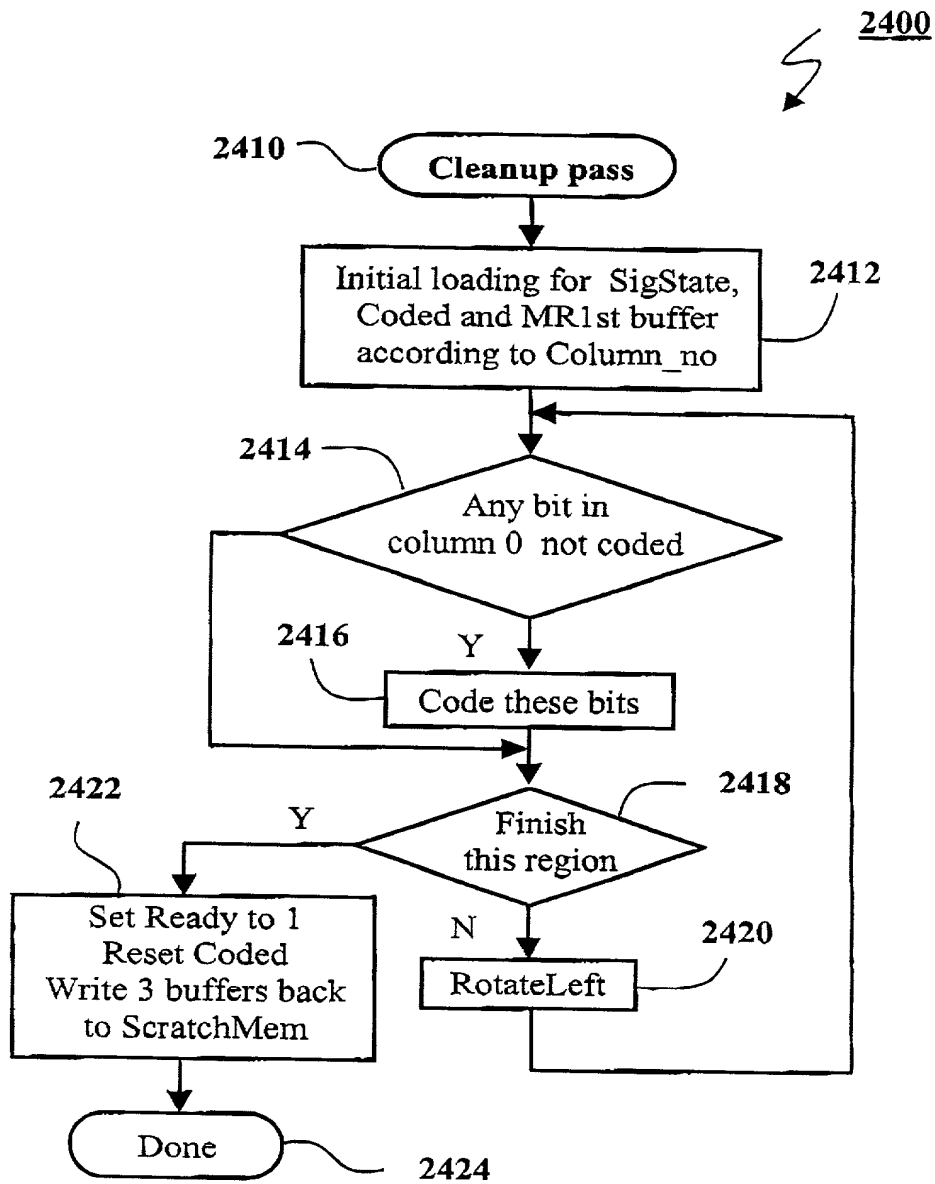 2400
2410
Cleanup pass
Initial loading for SigState,
Coded and MR1st buffer
according to Column_no
2412
2414
Any bit in
column 0 not coded
2416
Y
Code these bits
2422
2418
Y
Finish
this region
Set Ready to 1
Reset Coded
Write 3 buffers back
to ScratchMem
N
2420
RotateLeft
Done
2424